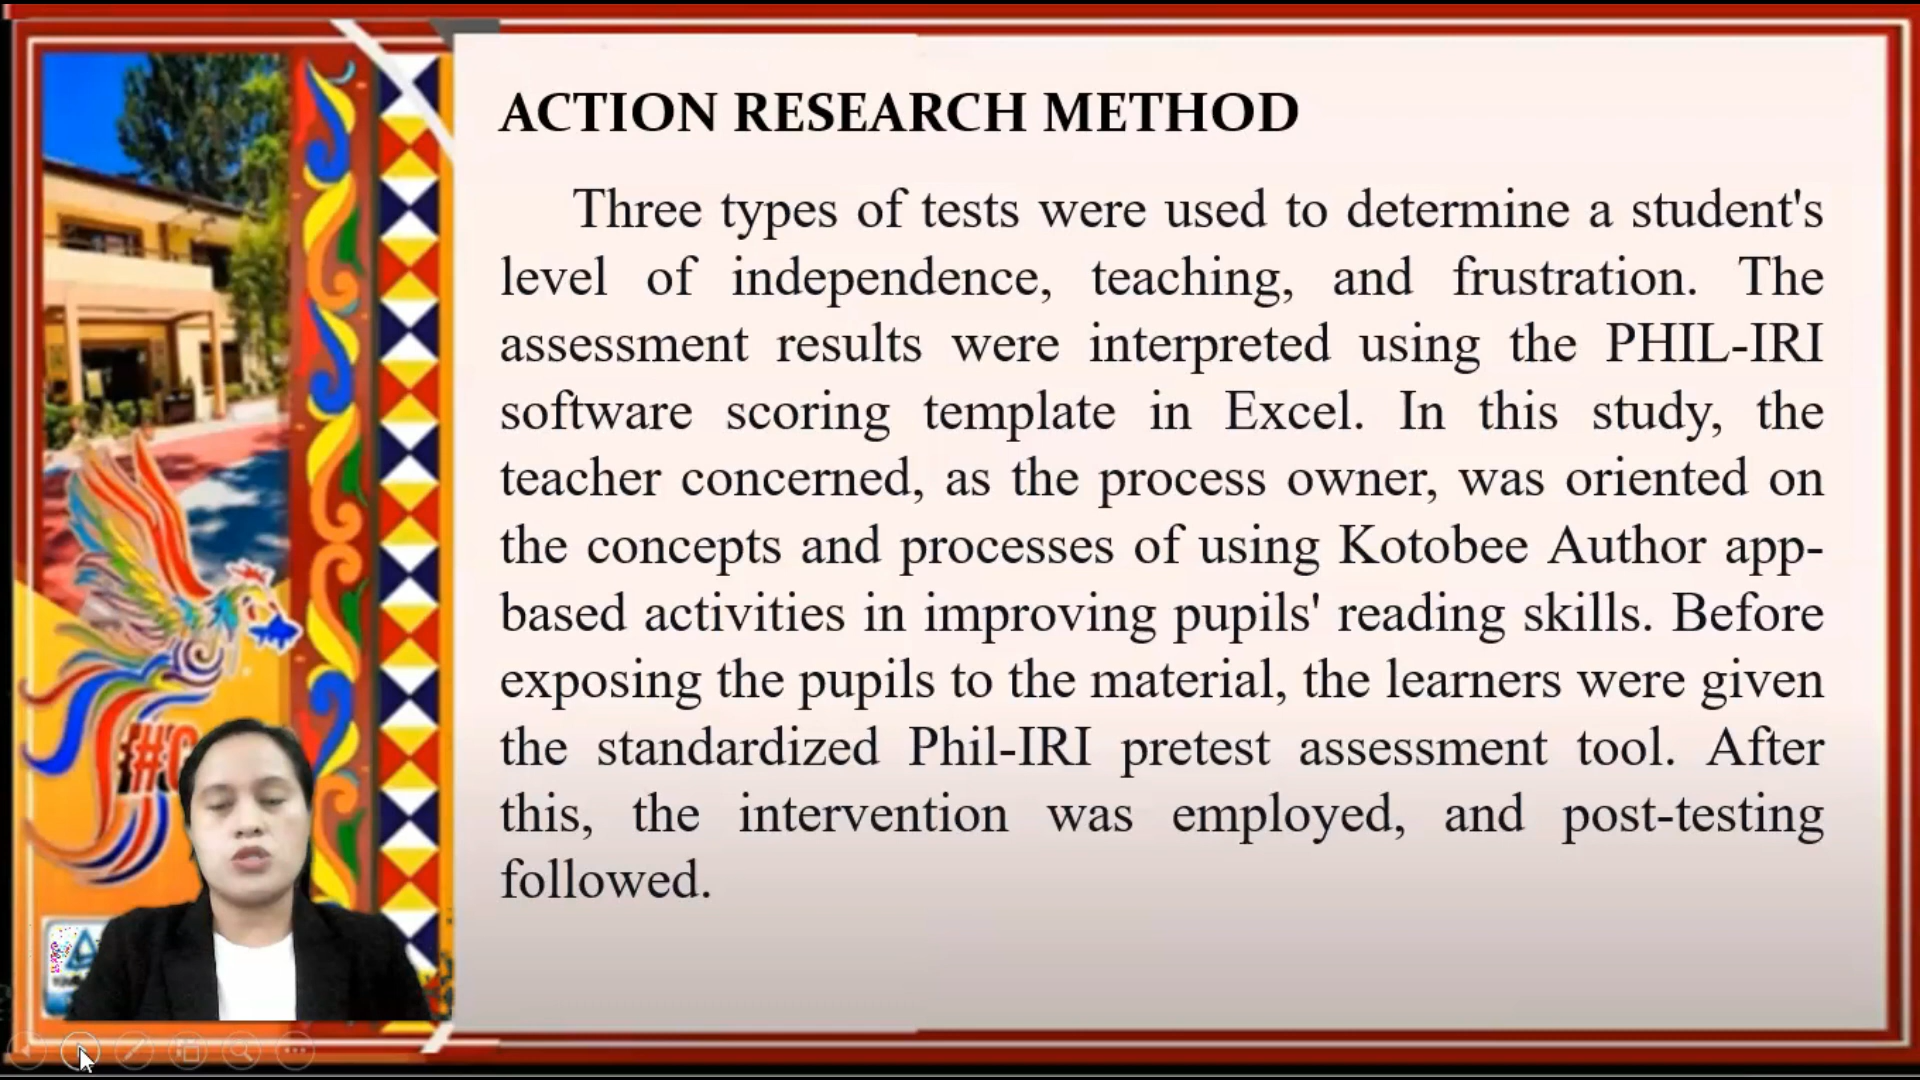 ACTION RESEARCH METHOD
Three types of tests were used to determine a student's
level of independence, teaching, and frustration. The
assessment results were interpreted using the PHIL-IRI
software scoring template in Excel. In this study, the
teacher concerned, as the process owner, was oriented on
the concepts and processes of using Kotobee Author app-
based activities in improving pupils' reading skills. Before
exposing the pupils to the material, the learners were given
the standardized Phil-IRI pretest assessment tool. After
this, the intervention was employed, and post-testing
followed.